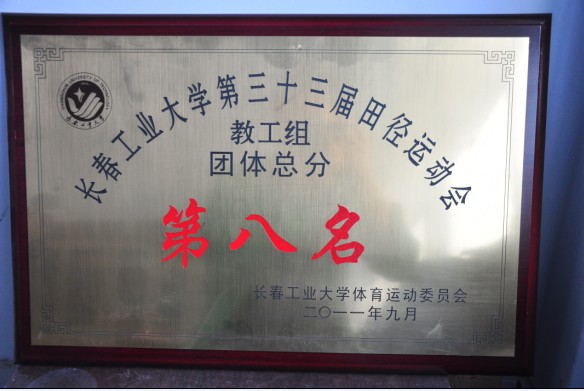 长春工业大学第三十三届田径运动会
教工组
团体总分
第八名
长春工业大学体育运动委员会
二〇一一年九月